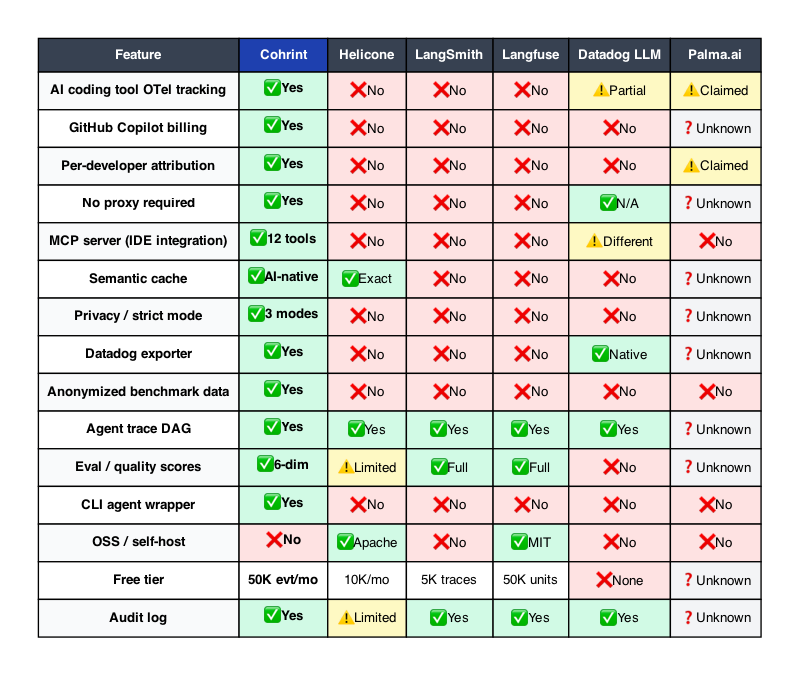 Feature Cohrint Helicone LangSmith Langfuse Datadog LLM Palma.ai
AI coding tool OTel tracking ✅Yes ❌No ❌No ❌No ⚠️Partial ⚠️Claimed
GitHub Copilot billing ✅Yes ❌No ❌No ❌No ❌No ❓Unknown
Per-developer attribution ✅Yes ❌No ❌No ❌No ❌No ⚠️Claimed
No proxy required ✅Yes ❌No ❌No ❌No ✅N/A ❓Unknown
MCP server (IDE integration) ✅12 tools ❌No ❌No ❌No ⚠️Different ❌No
Semantic cache ✅AI-native ✅Exact ❌No ❌No ❌No ❓Unknown
Privacy / strict mode ✅3 modes ❌No ❌No ❌No ❌No ❓Unknown
Datadog exporter ✅Yes ❌No ❌No ❌No ✅Native ❓Unknown
Anonymized benchmark data ✅Yes ❌No ❌No ❌No ❌No ❌No
Agent trace DAG ✅Yes ✅Yes ✅Yes ✅Yes ✅Yes ❓Unknown
Eval / quality scores ✅6-dim ⚠️Limited ✅Full ✅Full ❌No ❓Unknown
CLI agent wrapper ✅Yes ❌No ❌No ❌No ❌No ❌No
OSS / self-host ❌No ✅Apache ❌No ✅MIT ❌No ❌No
Free tier 50K evt/mo 10K/mo 5K traces 50K units ❌None ❓Unknown
Audit log ✅Yes ⚠️Limited ✅Yes ✅Yes ✅Yes ❓Unknown